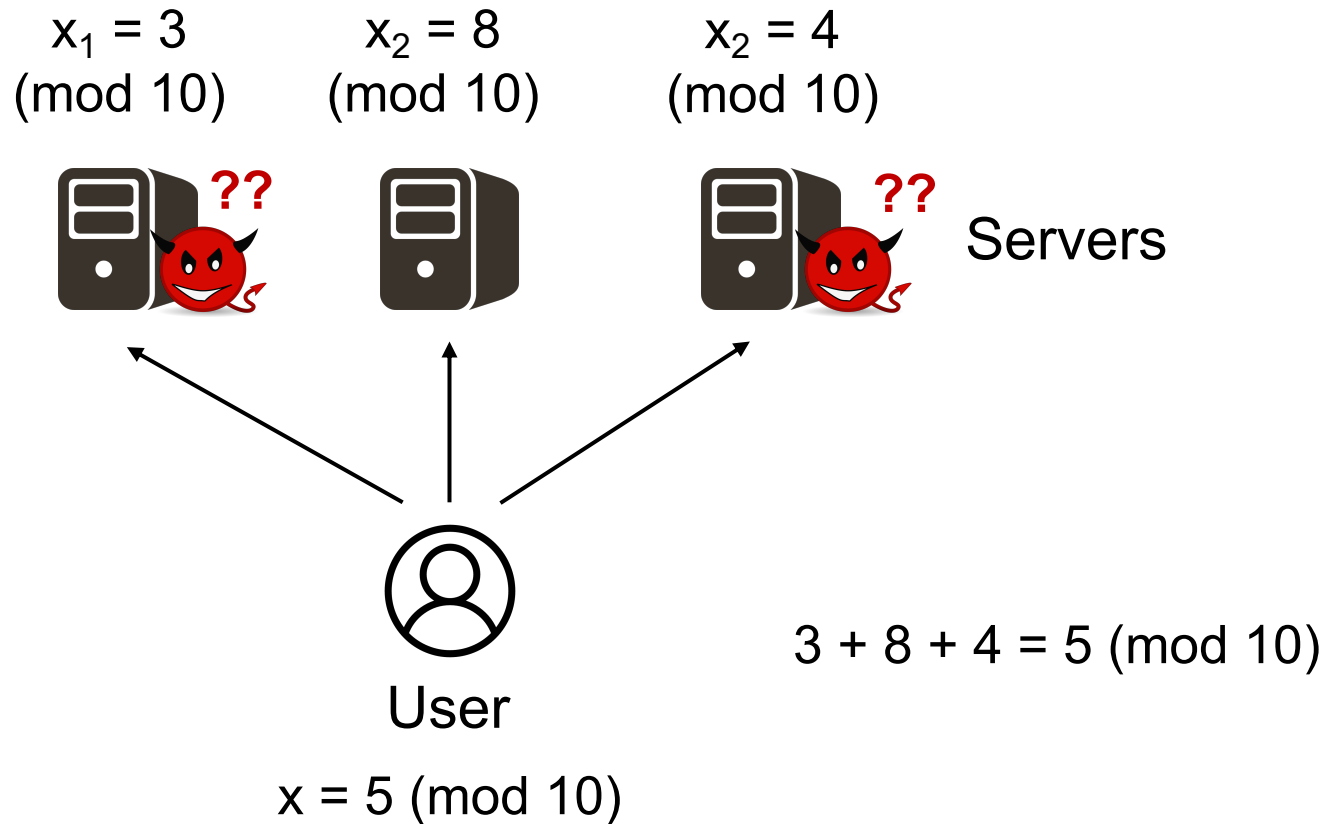 x₁ = 3
(mod 10)
x₂ = 8
(mod 10)
x₂ = 4
(mod 10)
??
??
Servers
3 + 8 + 4 = 5 (mod 10)
User
x = 5 (mod 10)